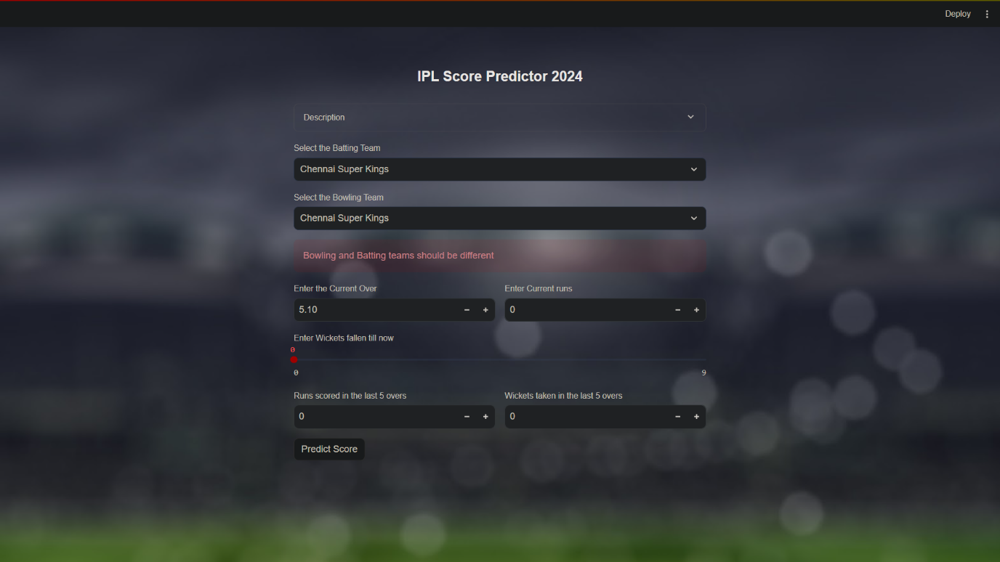 Deploy
IPL Score Predictor 2024
Description
Select the Batting Team
Chennai Super Kings
Select the Bowling Team
Chennai Super Kings
Bowling and Batting teams should be different
Enter the Current Over
Enter Current runs
5.10
0
Enter Wickets fallen till now
0
0
9
Runs scored in the last 5 overs
Wickets taken in the last 5 overs
0
0
Predict Score